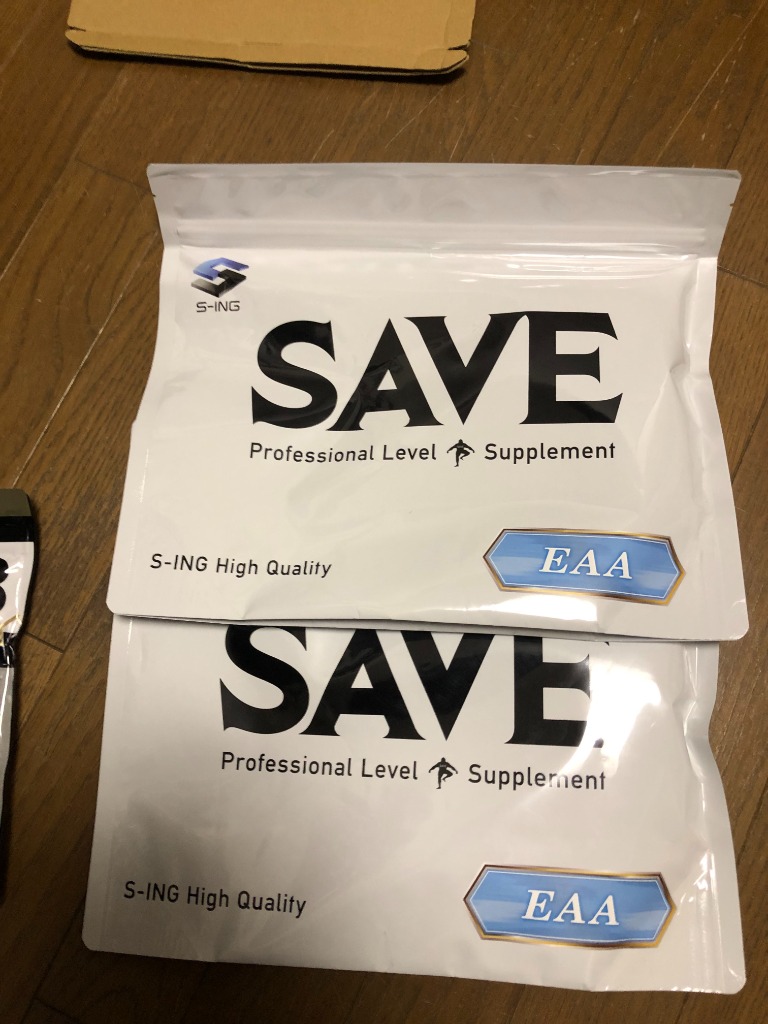 S-ING
SAVE
Professional Level Supplement
S-ING High Quality
EAA
SAVE
Professional Level Supplement
S-ING High Quality
EAA